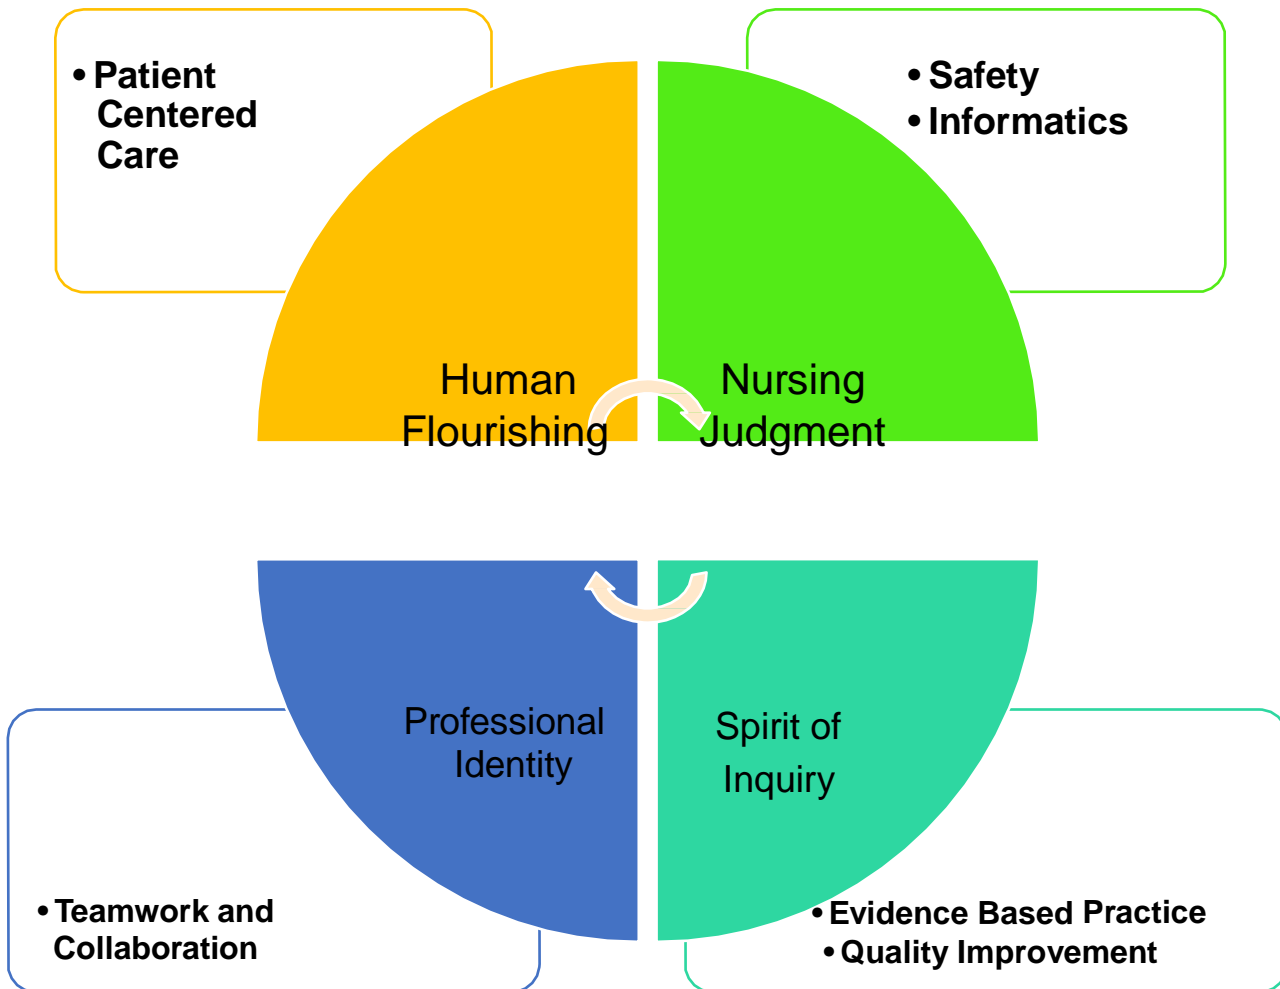 • Patient
Centered
Care
• Safety
• Informatics
Human
Flourishing
Nursing
Judgment
Professional
Identity
Spirit of
Inquiry
• Teamwork and
Collaboration
• Evidence Based Practice
• Quality Improvement